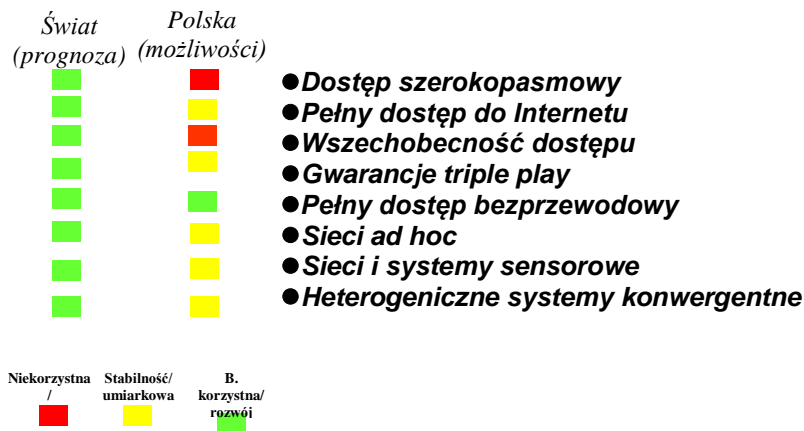 Świat
(prognoza)
Polska
(możliwości)
●Dostęp szerokopasmowy
●Pełny dostęp do Internetu
●Wszechobecność dostępu
●Gwarancje triple play
●Pełny dostęp bezprzewodowy
●Sieci ad hoc
●Sieci i systemy sensorowe
●Heterogeniczne systemy konwergentne
Niekorzystna
/
Stabilność/
umiarkowa
B.
korzystna/
rozwój